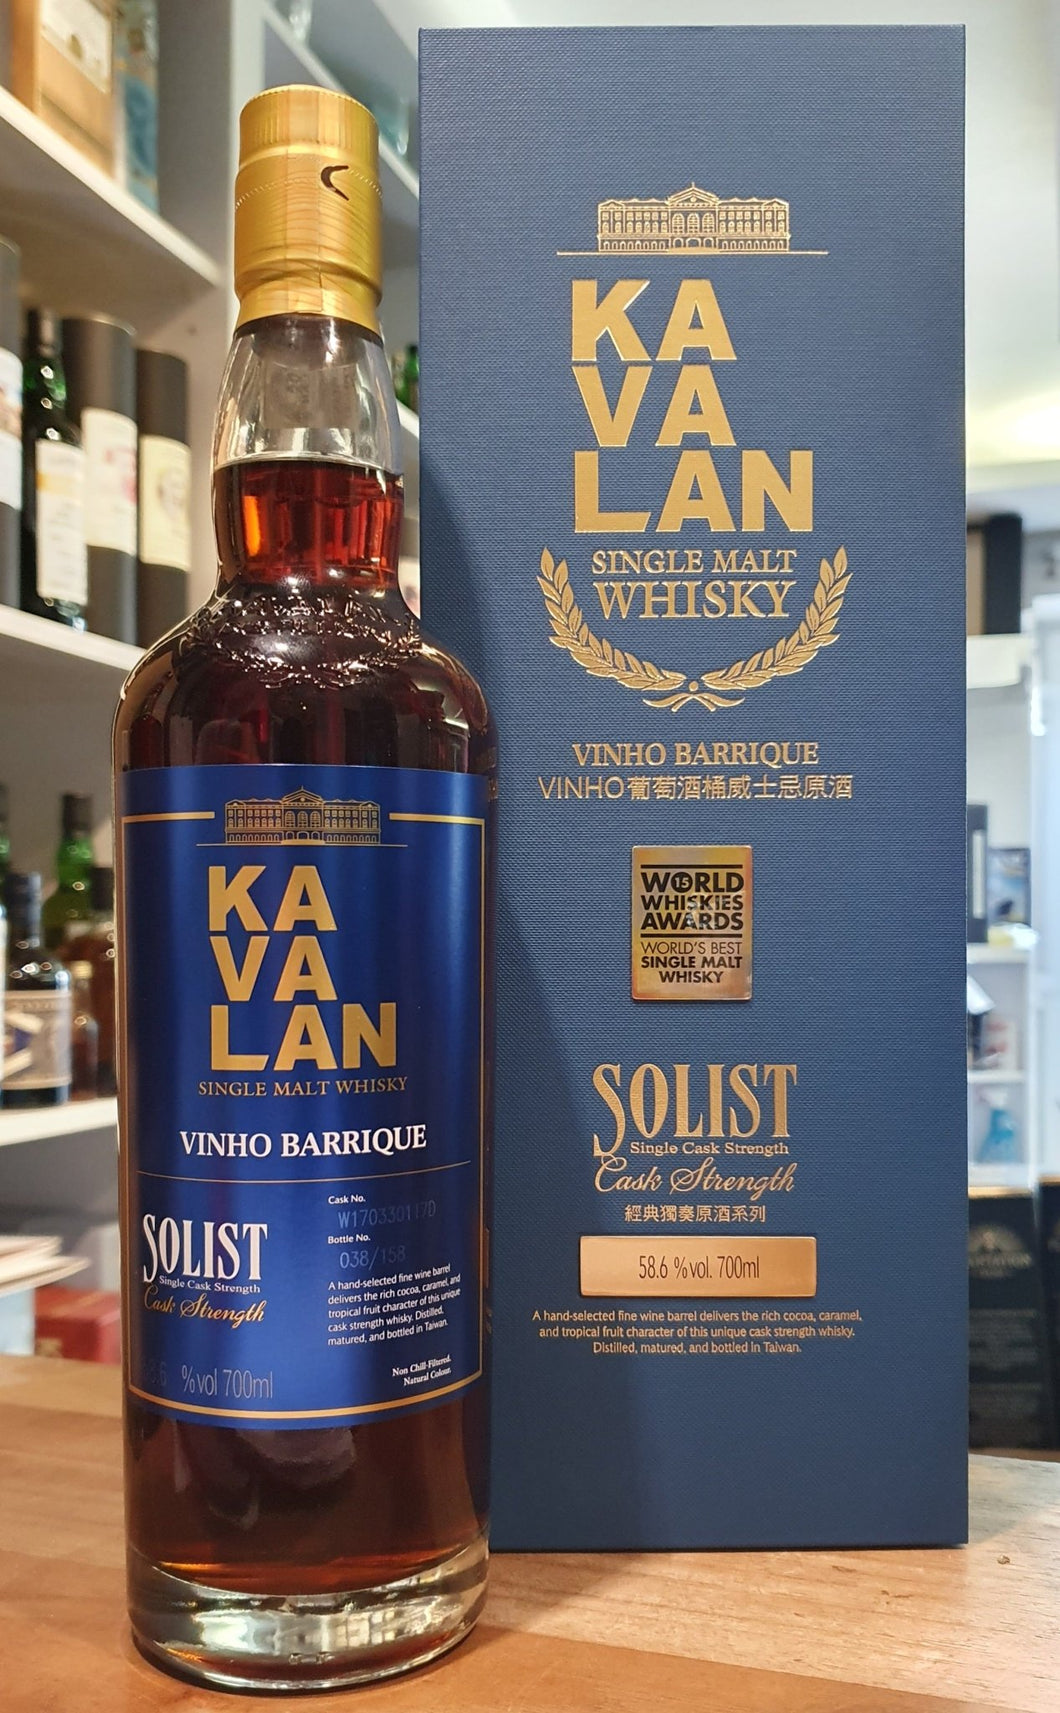 KA
VA
LAN
SINGLE MALT WHISKY
VINHO BARRIQUE
SOLIST
Single Cask Strength
Cask Strength
Cask No.
W170330117D
Bottle No.
038/158
A hand-selected fine wine barrel
delivers the rich cocoa, caramel, and
tropical fruit character of this unique
cask strength whisky. Distilled,
matured, and bottled in Taiwan.
Non Chill-Filtered.
Natural Colour.
%vol 700ml
KA
VA
LAN
SINGLE MALT
WHISKY
VINHO BARRIQUE
VINHO葡萄酒桶威士忌原酒
15
WORLD
WHISKIES
AWARDS
WORLD'S BEST
SINGLE MALT
WHISKY
SOLIST
Single Cask Strength
Cask Strength
經典獨奏原酒系列
58.6 %vol. 700ml
A hand-selected fine wine barrel delivers the rich cocoa, caramel,
and tropical fruit character of this unique cask strength whisky.
Distilled, matured, and bottled in Taiwan.